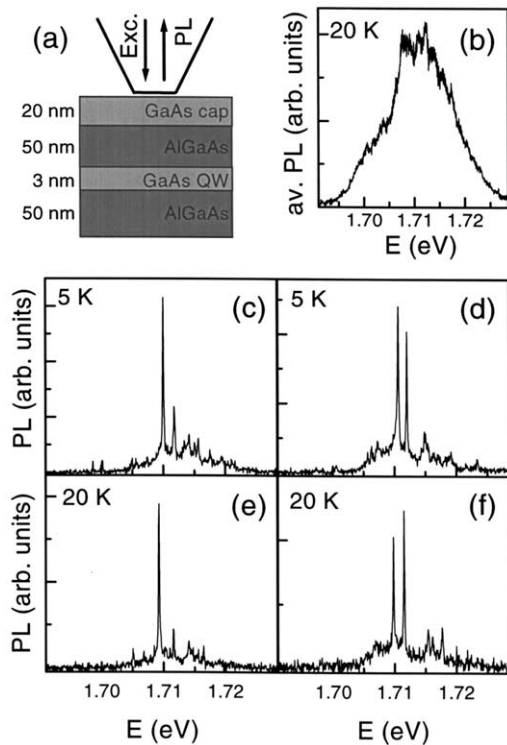 (a)
Exc.
PL
20 nm
GaAs cap
50 nm
AlGaAs
3 nm
GaAs QW
50 nm
AlGaAs
20 K
(b)
av. PL (arb. units)
1.70 1.71 1.72
E (eV)
5 K
(c)
5 K
(d)
PL (arb. units)
20 K
(e)
20 K
(f)
PL (arb. units)
1.70 1.71 1.72
1.70 1.71 1.72
E (eV)
E (eV)